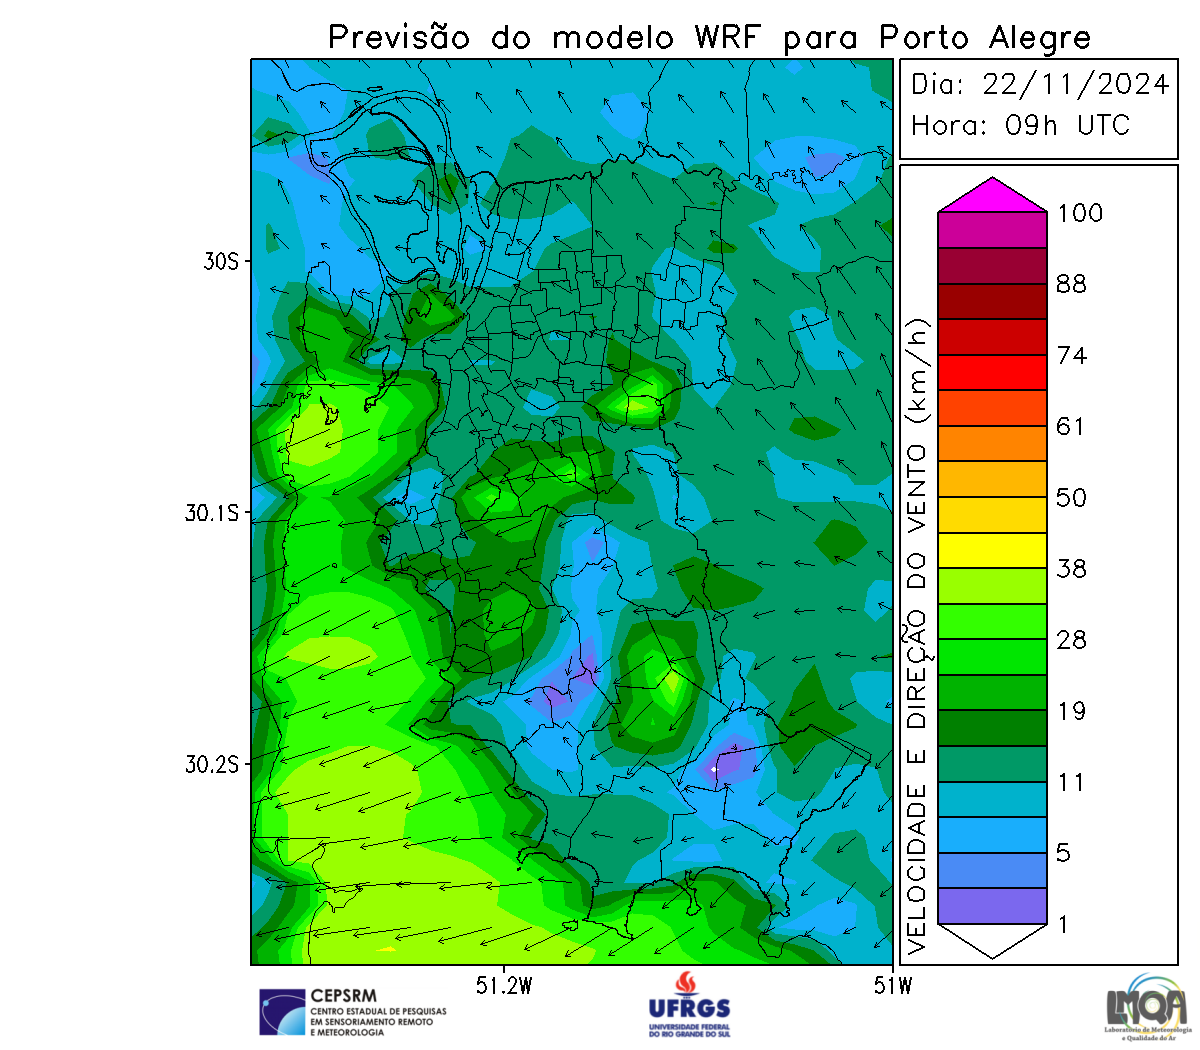 Previsão do modelo WRF para Porto Alegre
Dia: 22/11/2024
Hora: 09h UTC
30S
30.1S
30.2S
51.2W
51W
VELOCIDADE E DIREÇÃO DO VENTO (km/h)
100
88
74
61
50
38
28
19
11
5
1
CEPSRM
CENTRO ESTADUAL DE PESQUISAS
EM SENSORIAMENTO REMOTO
E METEOROLOGIA
UFRGS
UNIVERSIDADE FEDERAL
DO RIO GRANDE DO SUL
LMQA
Laboratório de Meteorologia
e Qualidade do Ar